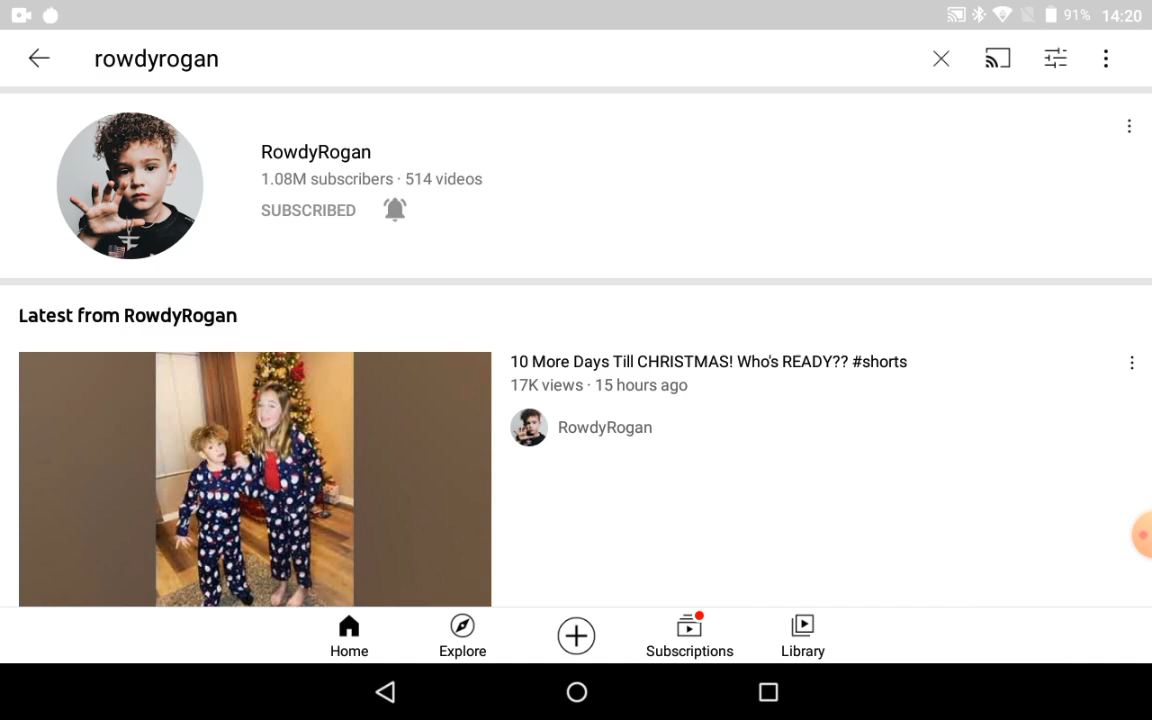 91% 14:20
rowdyrogan
RowdyRogan
1.08M subscribers · 514 videos
SUBSCRIBED
Latest from RowdyRogan
10 More Days Till CHRISTMAS! Who's READY?? #shorts
17K views · 15 hours ago
RowdyRogan
Home Explore Subscriptions Library